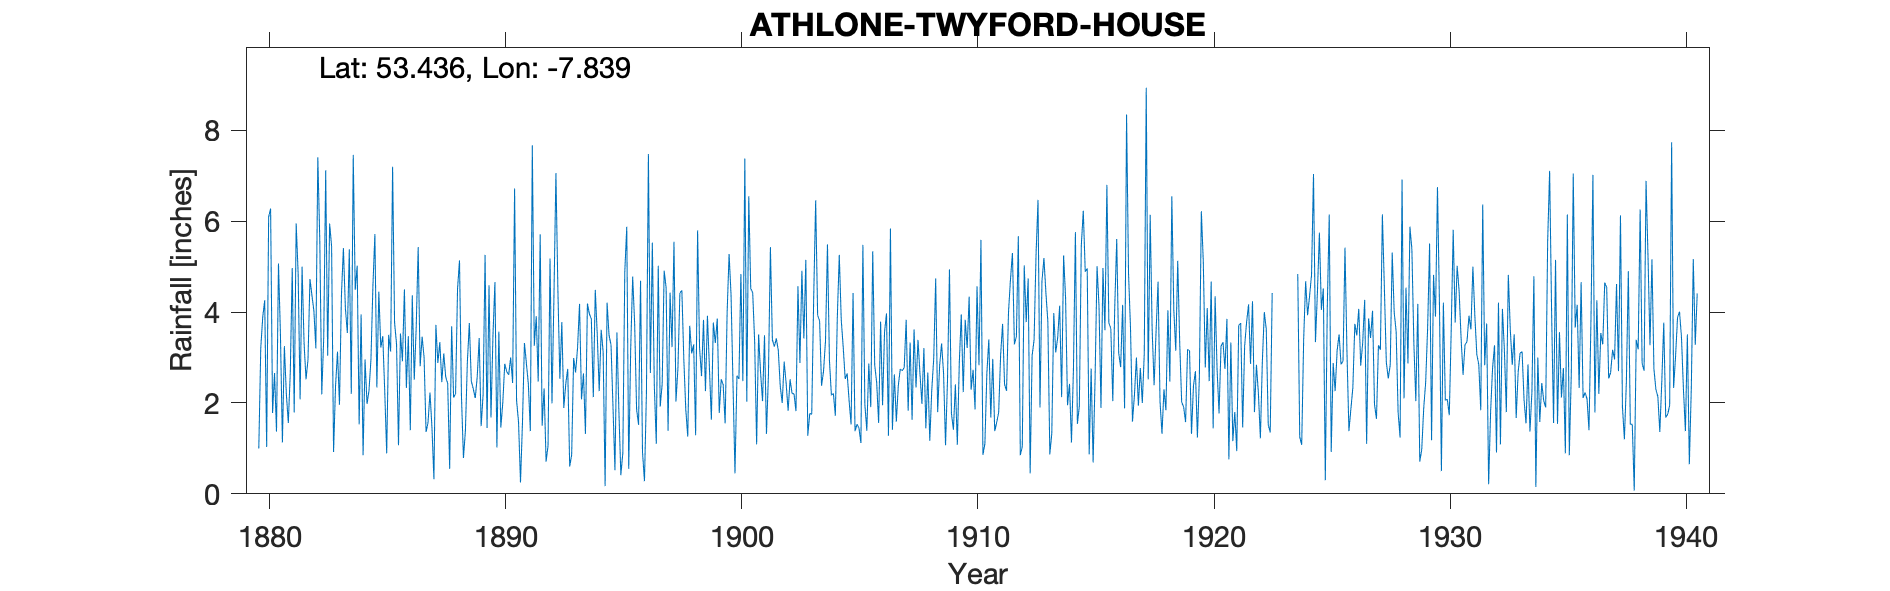 ATHLONE-TWYFORD-HOUSE
Lat: 53.436, Lon: -7.839
Rainfall [inches]
8
6
4
2
0
1880 1890 1900 1910 1920 1930 1940
Year